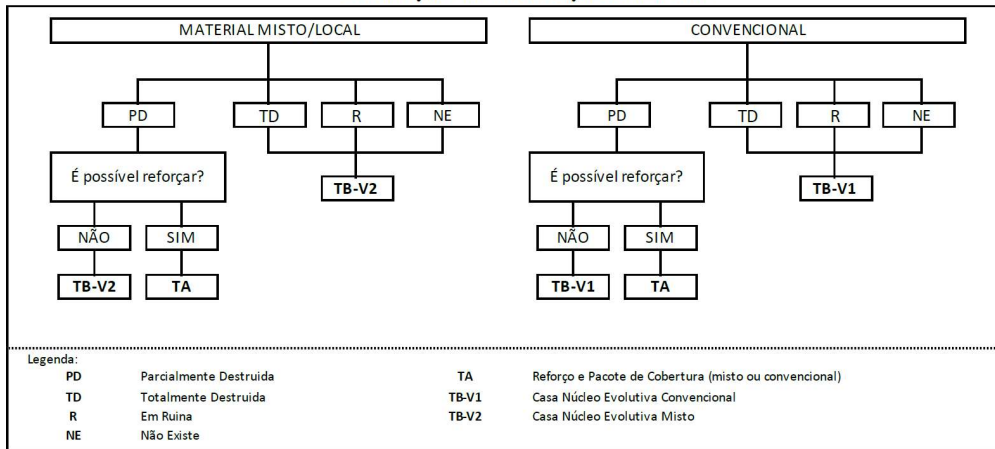 MATERIAL MISTO/LOCAL
PD
TD
R
NE
É possível reforçar?
TB-V2
NÃO
SIM
TB-V2
TA
CONVENCIONAL
PD
TD
R
NE
É possível reforçar?
TB-V1
NÃO
SIM
TB-V1
TA
Legenda:
PD Parcialmente Destruida
TD Totalmente Destruida
R Em Ruina
NE Não Existe
TA Reforço e Pacote de Cobertura (misto ou convencional)
TB-V1 Casa Núcleo Evolutiva Convencional
TB-V2 Casa Núcleo Evolutiva Misto